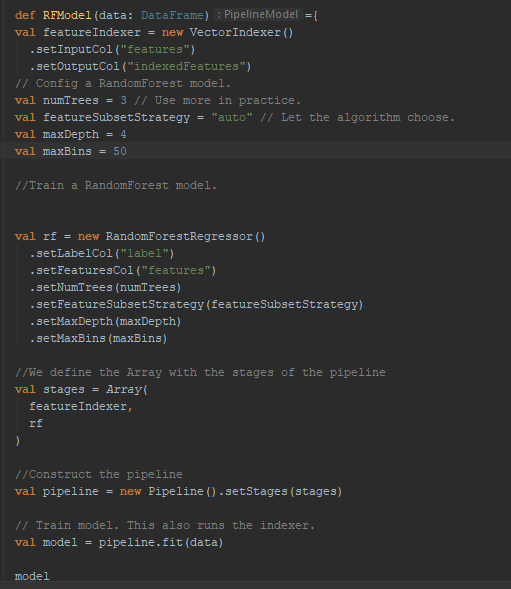 def RFModel(data: DataFrame) : PipelineModel ={
val featureIndexer = new VectorIndexer()
.setInputCol("features")
.setOutputCol("indexedFeatures")
// Config a RandomForest model.
val numTrees = 3 // Use more in practice.
val featureSubsetStrategy = "auto" // Let the algorithm choose.
val maxDepth = 4
val maxBins = 50
//Train a RandomForest model.
val rf = new RandomForestRegressor()
.setLabelCol("label")
.setFeaturesCol("features")
.setNumTrees(numTrees)
.setFeatureSubsetStrategy(featureSubsetStrategy)
.setMaxDepth(maxDepth)
.setMaxBins(maxBins)
//We define the Array with the stages of the pipeline
val stages = Array(
featureIndexer,
rf
)
//Construct the pipeline
val pipeline = new Pipeline().setStages(stages)
// Train model. This also runs the indexer.
val model = pipeline.fit(data)
model